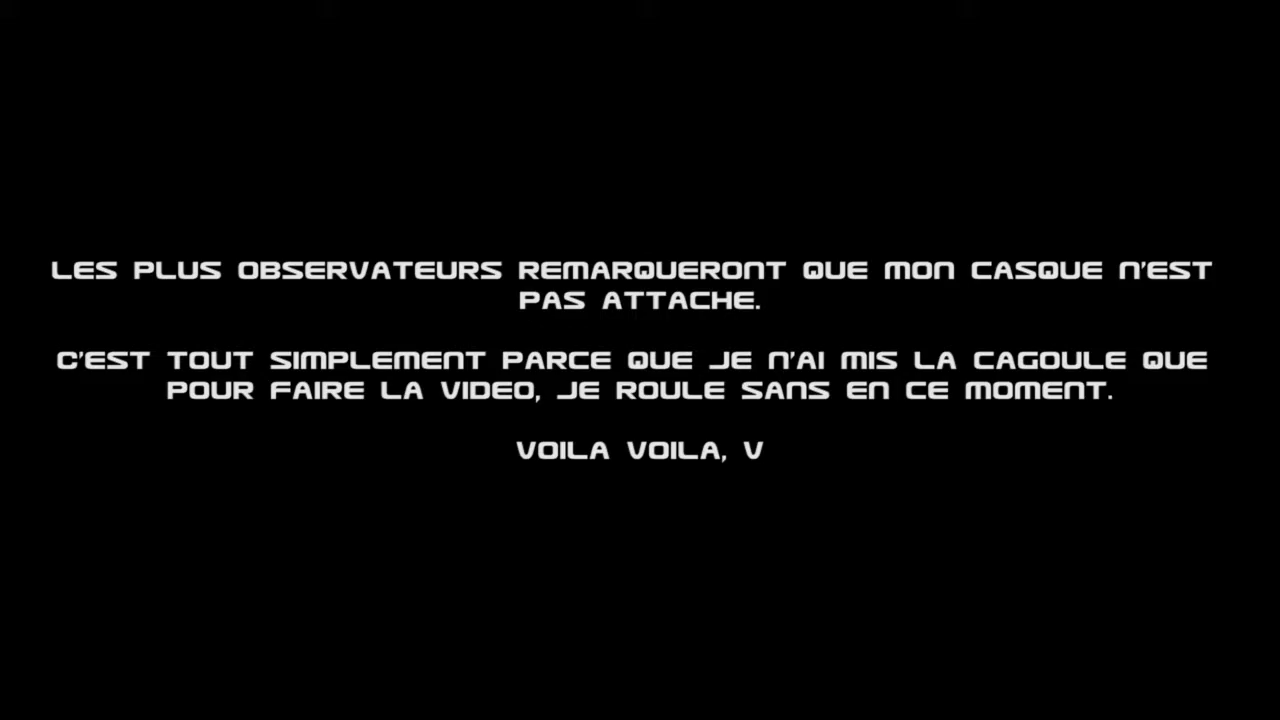 LES PLUS OBSERVATEURS REMARQUERONT QUE MON CASQUE N'EST
PAS ATTACHE.
C'EST TOUT SIMPLEMENT PARCE QUE JE N'AI MIS LA CAGOULE QUE
POUR FAIRE LA VIDEO, JE ROULE SANS EN CE MOMENT.
VOILA VOILA, V